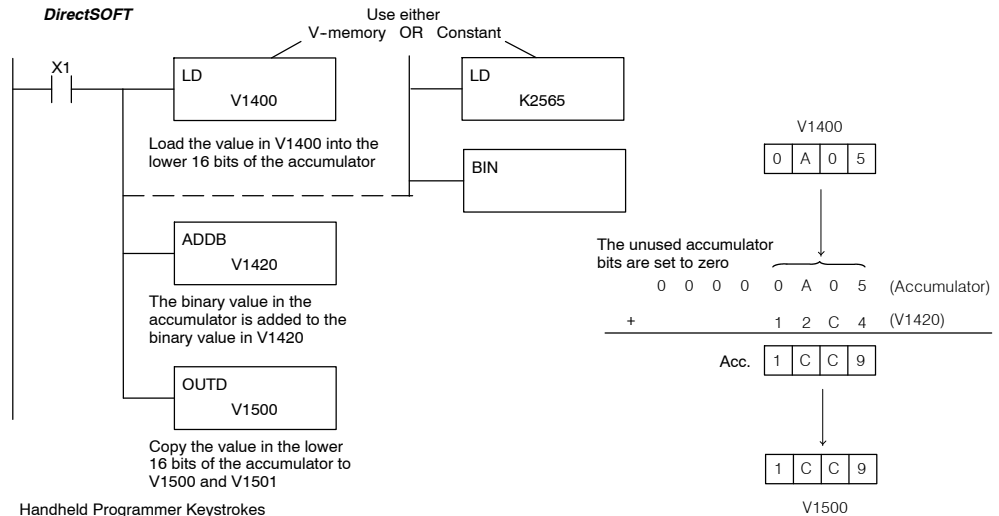 DirectSOFT
Use either
V-memory OR Constant
X1
LD
V1400
LD
K2565
Load the value in V1400 into the
lower 16 bits of the accumulator
BIN
ADDB
V1420
The binary value in the
accumulator is added to the
binary value in V1420
OUTD
V1500
Copy the value in the lower
16 bits of the accumulator to
V1500 and V1501
Handheld Programmer Keystrokes
V1400
0 A 0 5
The unused accumulator
bits are set to zero
0 0 0 0 0 A 0 5 (Accumulator)
+ 1 2 C 4 (V1420)
Acc. 1 C C 9
1 C C 9
V1500